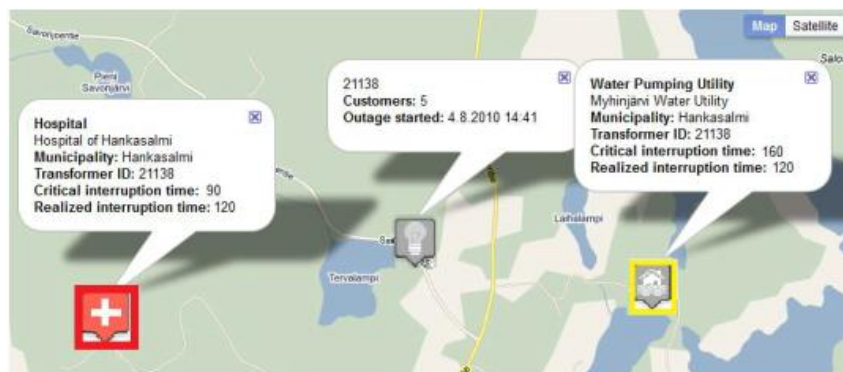 Map Satellite
Savonjoentie
Pieni
Savonjärvi
Hospital
Hospital of Hankasalmi
Municipality: Hankasalmi
Transformer ID: 21138
Critical interruption time: 90
Realized interruption time: 120
21138
Customers: 5
Outage started: 4.8.2010 14:41
Water Pumping Utility
Myhinjärvi Water Utility
Municipality: Hankasalmi
Transformer ID: 21138
Critical interruption time: 160
Realized interruption time: 120
Laihalampi
Tervalampi